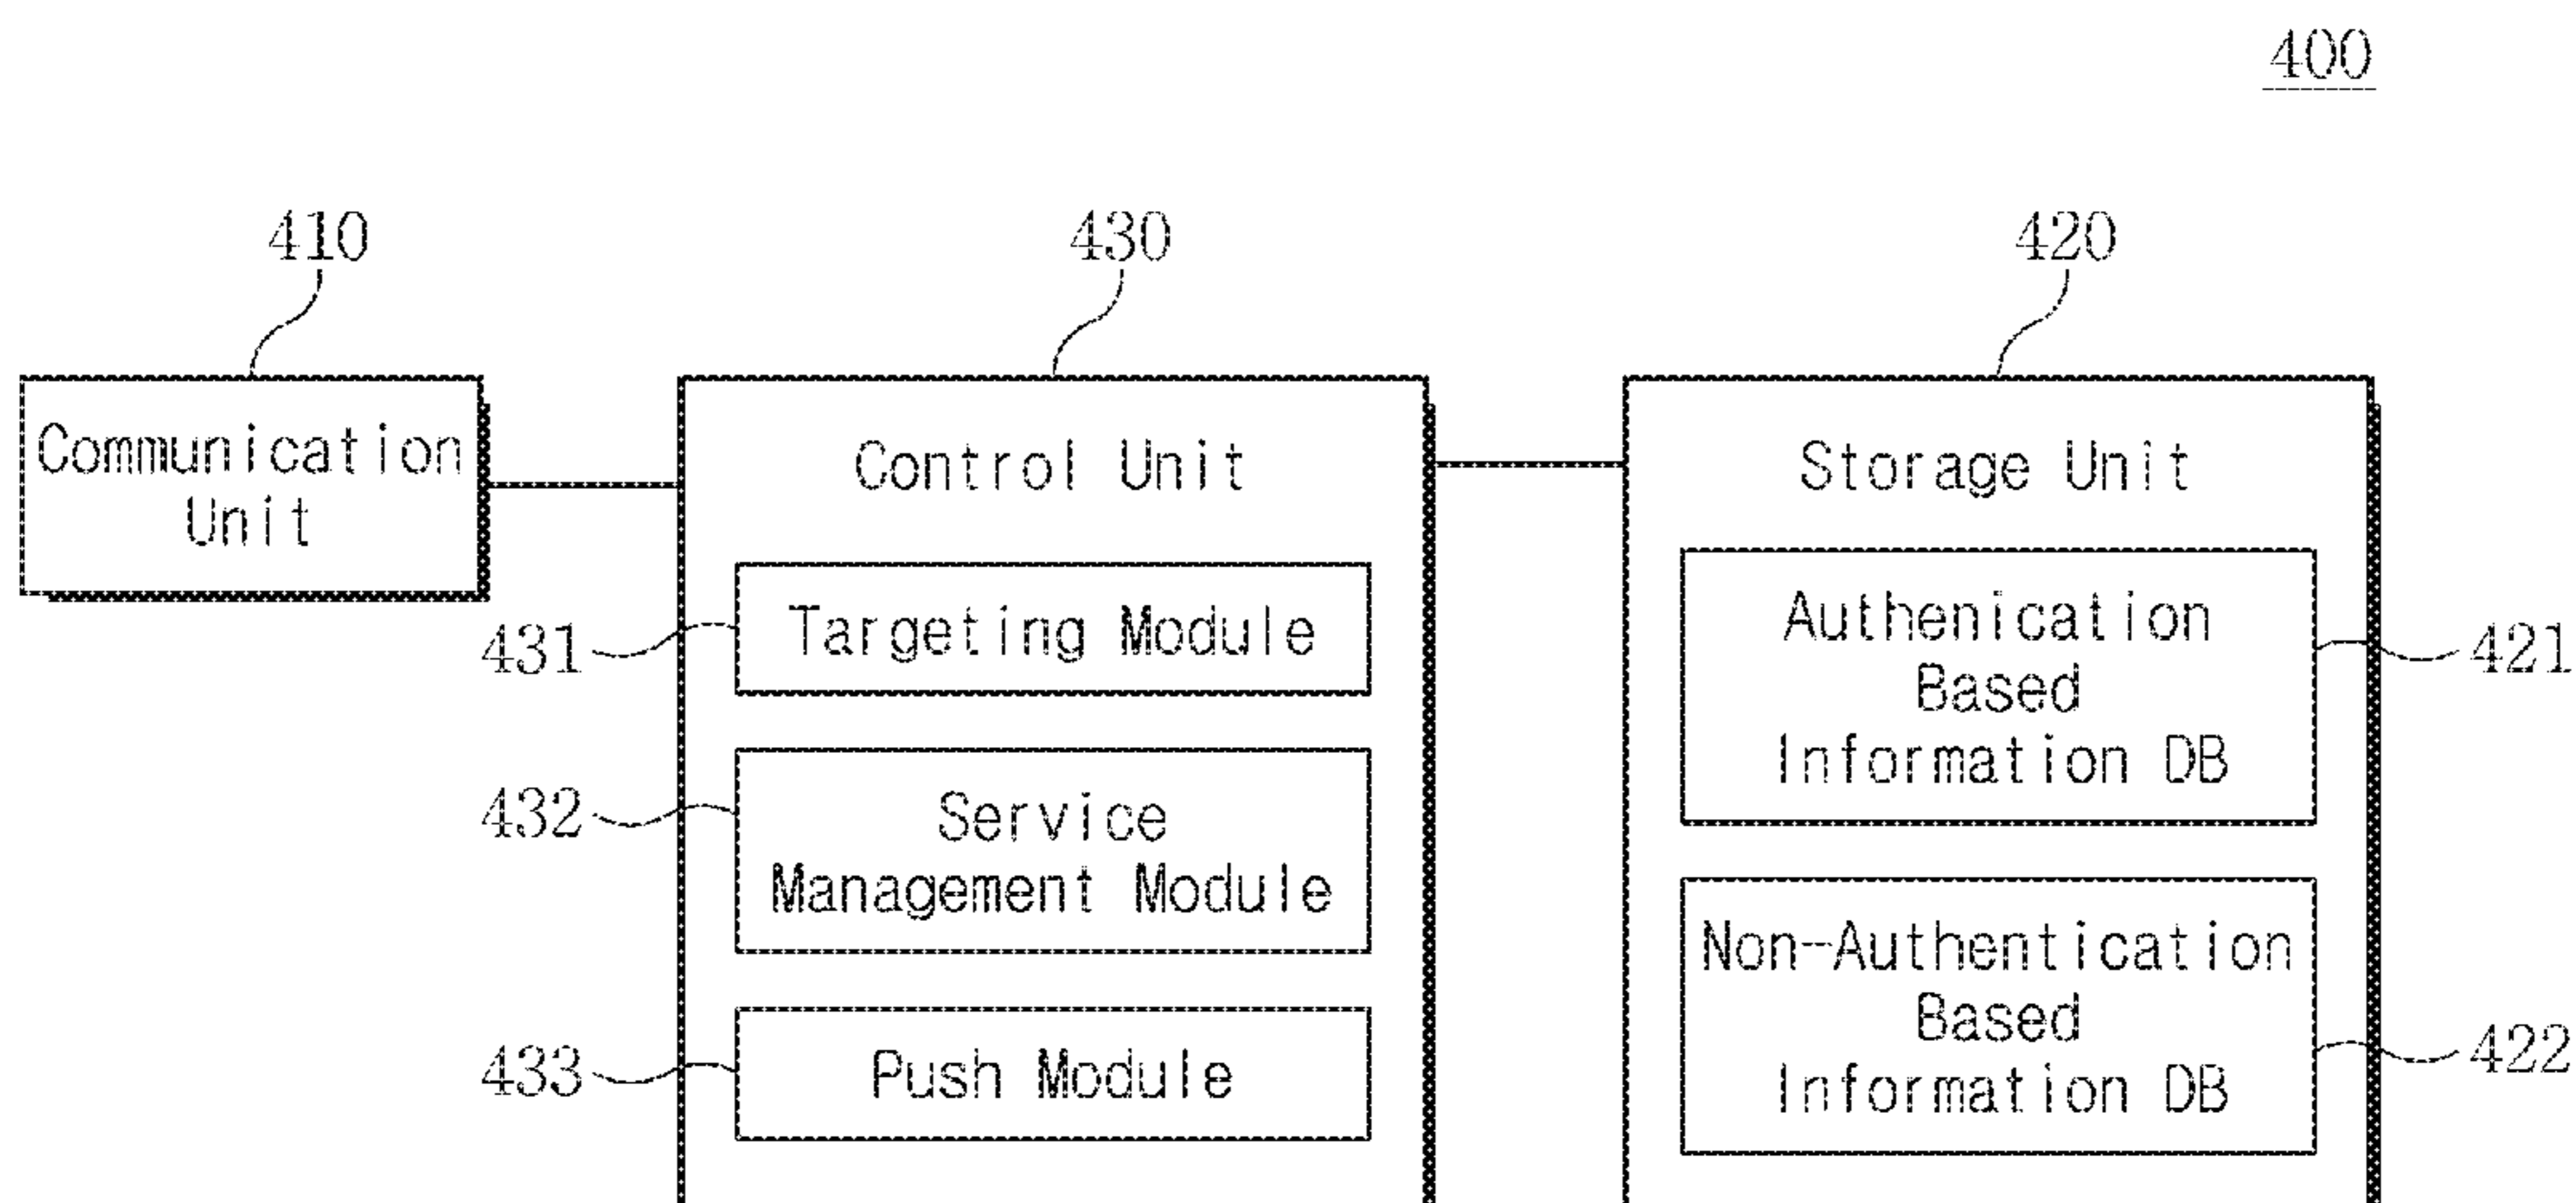 400
410
430
420
Communication
Unit
Control Unit
Storage Unit
431
Targeting Module
Authenication
Based
Information DB
421
432
Service
Management Module
Non-Authentication
Based
Information DB
422
433
Push Module